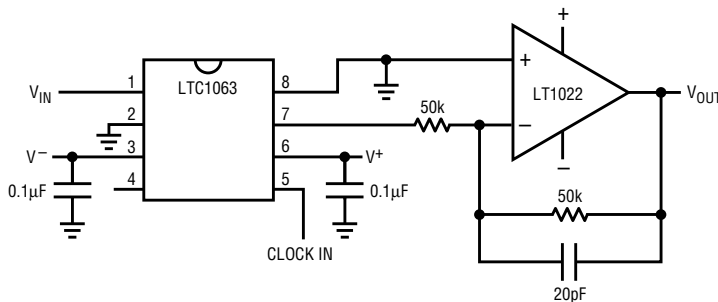 V_IN
1
2
3
4
LTC1063
8
7
6
5
V−
0.1µF
V+
0.1µF
CLOCK IN
50k
+
−
LT1022
+
−
V_OUT
50k
20pF